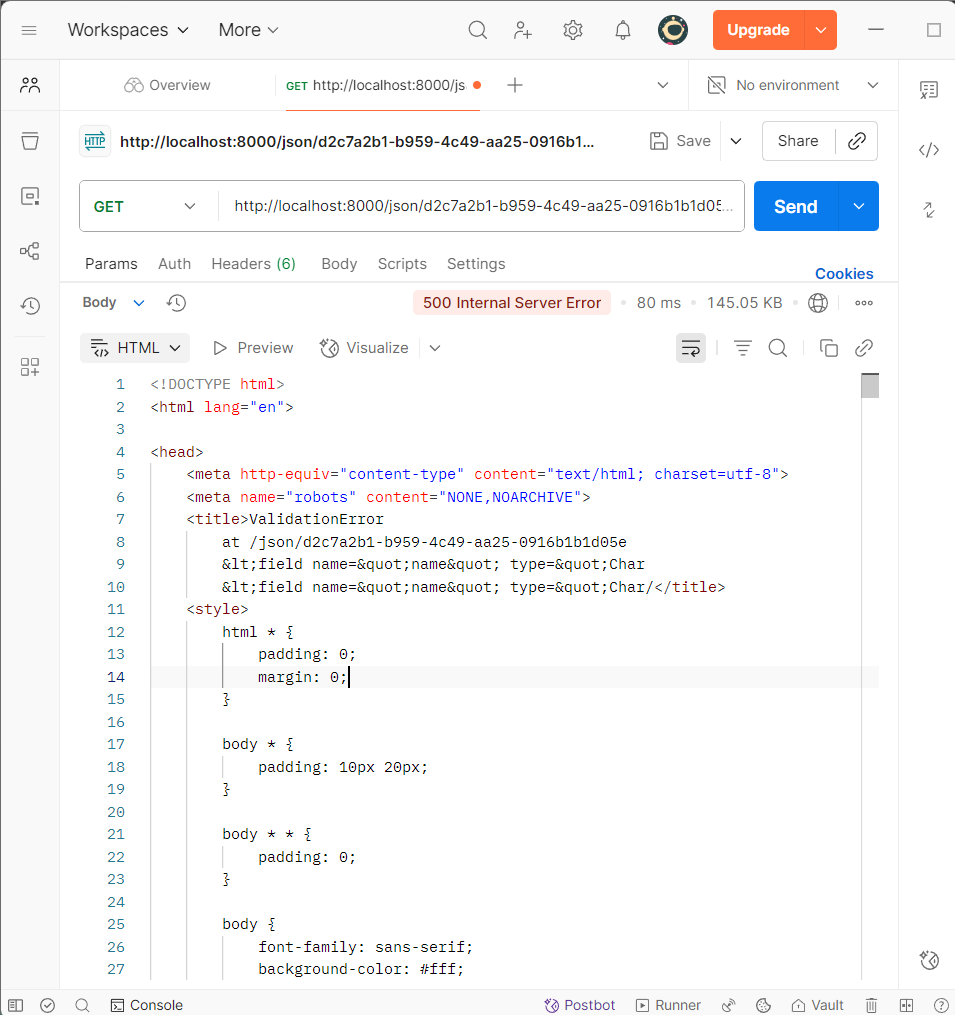 Workspaces More Upgrade
Overview GET http://localhost:8000/js No environment
HTTP http://localhost:8000/json/d2c7a2b1-b959-4c49-aa25-0916b1... Save Share
GET http://localhost:8000/json/d2c7a2b1-b959-4c49-aa25-0916b1b1d05... Send
Params Auth Headers (6) Body Scripts Settings
Cookies
Body 500 Internal Server Error 80 ms 145.05 KB
HTML Preview Visualize
1 <!DOCTYPE html>
2 <html lang="en">
3
4 <head>
5 <meta http-equiv="content-type" content="text/html; charset=utf-8">
6 <meta name="robots" content="NONE,NOARCHIVE">
7 <title>ValidationError
8 at /json/d2c7a2b1-b959-4c49-aa25-0916b1b1d05e
9 &lt;field name=&quot;name&quot; type=&quot;Char
10 &lt;field name=&quot;name&quot; type=&quot;Char/</title>
11 <style>
12 html * {
13 padding: 0;
14 margin: 0;
15 }
16
17 body * {
18 padding: 10px 20px;
19 }
20
21 body * * {
22 padding: 0;
23 }
24
25 body {
26 font-family: sans-serif;
27 background-color: #fff;
Console Postbot Runner Vault